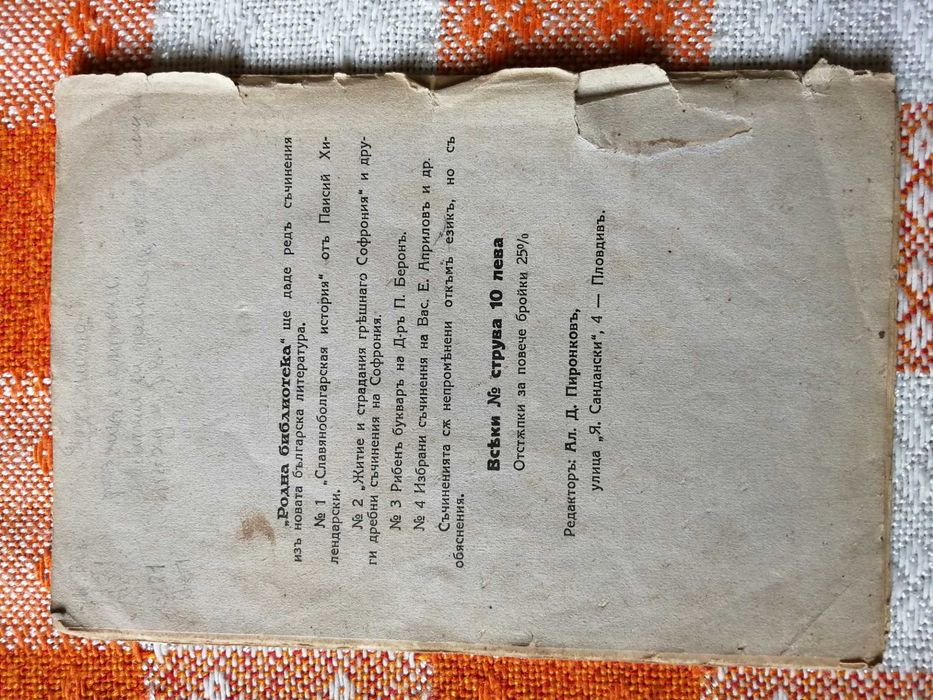 „Родна библиотека“ ще даде редъ съчинения
изъ новата българска литература.
№ 1 „Славяноболгарская история“ отъ Паисий Хи-
лендарски.
№ 2 „Житие и страдания грѣшнаго Софрония“ и дру-
ги дребни съчинения на Софрония.
№ 3 Рибенъ букваръ на Д-ръ П. Беронъ.
№ 4 Избрани съчинения на Вас. Е. Априловъ и др.
Съчиненията сѫ непромѣнени откъмъ езикъ, но съ
обяснения.
Всѣки № струва 10 лева
Отстѫпки за повече бройки 25%
Редакторъ: Ал. Д. Пиронковъ,
улица „Я. Сандански“, 4 — Пловдивъ.